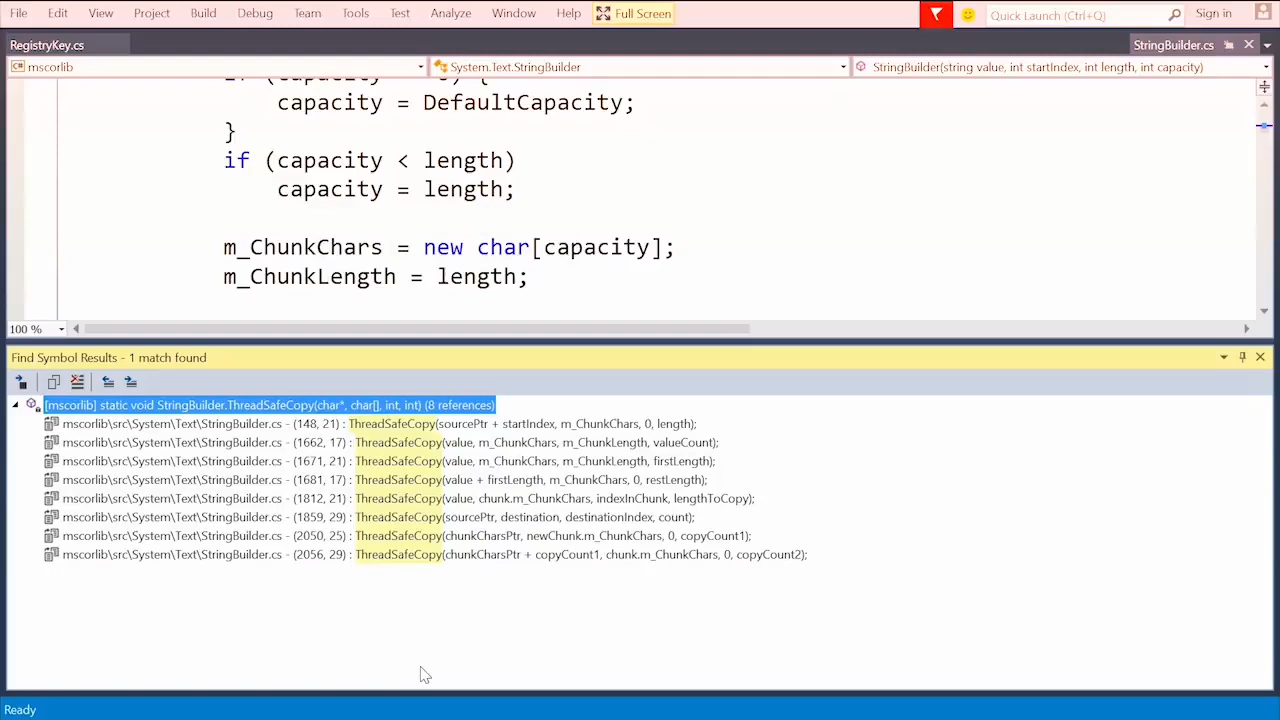 File Edit View Project Build Debug Team Tools Test Analyze Window Help Full Screen Quick Launch (Ctrl+Q) Sign in
RegistryKey.cs StringBuilder.cs
C# mscorlib System.Text.StringBuilder StringBuilder(string value, int startIndex, int length, int capacity)
capacity = DefaultCapacity;
}
if (capacity < length)
capacity = length;
m_ChunkChars = new char[capacity];
m_ChunkLength = length;
100 %
Find Symbol Results - 1 match found
[mscorlib] static void StringBuilder.ThreadSafeCopy(char*, char[], int, int) (8 references)
mscorlib\src\System\Text\StringBuilder.cs - (148, 21) : ThreadSafeCopy(sourcePtr + startIndex, m_ChunkChars, 0, length);
mscorlib\src\System\Text\StringBuilder.cs - (1662, 17) : ThreadSafeCopy(value, m_ChunkChars, m_ChunkLength, valueCount);
mscorlib\src\System\Text\StringBuilder.cs - (1671, 21) : ThreadSafeCopy(value, m_ChunkChars, m_ChunkLength, firstLength);
mscorlib\src\System\Text\StringBuilder.cs - (1681, 17) : ThreadSafeCopy(value + firstLength, m_ChunkChars, 0, restLength);
mscorlib\src\System\Text\StringBuilder.cs - (1812, 21) : ThreadSafeCopy(value, chunk.m_ChunkChars, indexInChunk, lengthToCopy);
mscorlib\src\System\Text\StringBuilder.cs - (1859, 29) : ThreadSafeCopy(sourcePtr, destination, destinationIndex, count);
mscorlib\src\System\Text\StringBuilder.cs - (2050, 25) : ThreadSafeCopy(chunkCharsPtr, newChunk.m_ChunkChars, 0, copyCount1);
mscorlib\src\System\Text\StringBuilder.cs - (2056, 29) : ThreadSafeCopy(chunkCharsPtr + copyCount1, chunk.m_ChunkChars, 0, copyCount2);
Ready